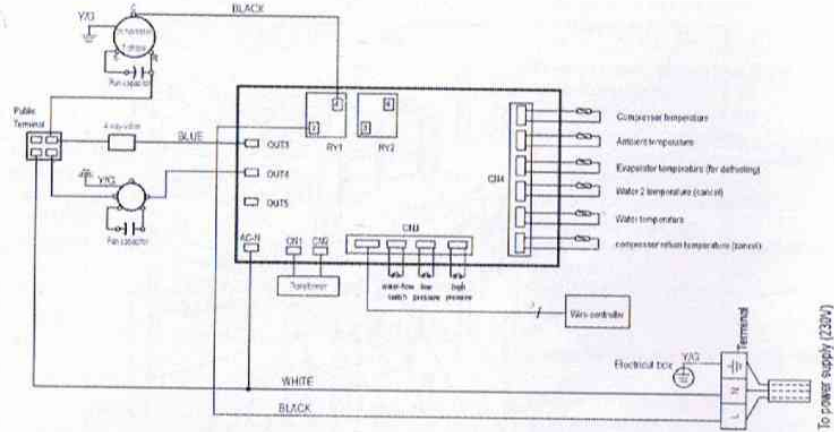 BLACK
Y/G
C
Fan capacitor
Public
Terminal
4-way valve
BLUE
Y/G
Fan capacitor
OUT3
OUT4
OUT5
AC-N
CN1
CN2
Transformer
1
2
RY1
RY2
CN3
water-flow
switch
low
pressure
high
pressure
CN4
Compressor temperature
Ambient temperature
Evaporator temperature (for defrosting)
Water 2 temperature (cancel)
Water temperature
compressor return temperature (cancel)
Wire controller
Electrical box
Y/G
Terminal
N
L
To power supply (230V)
WHITE
BLACK